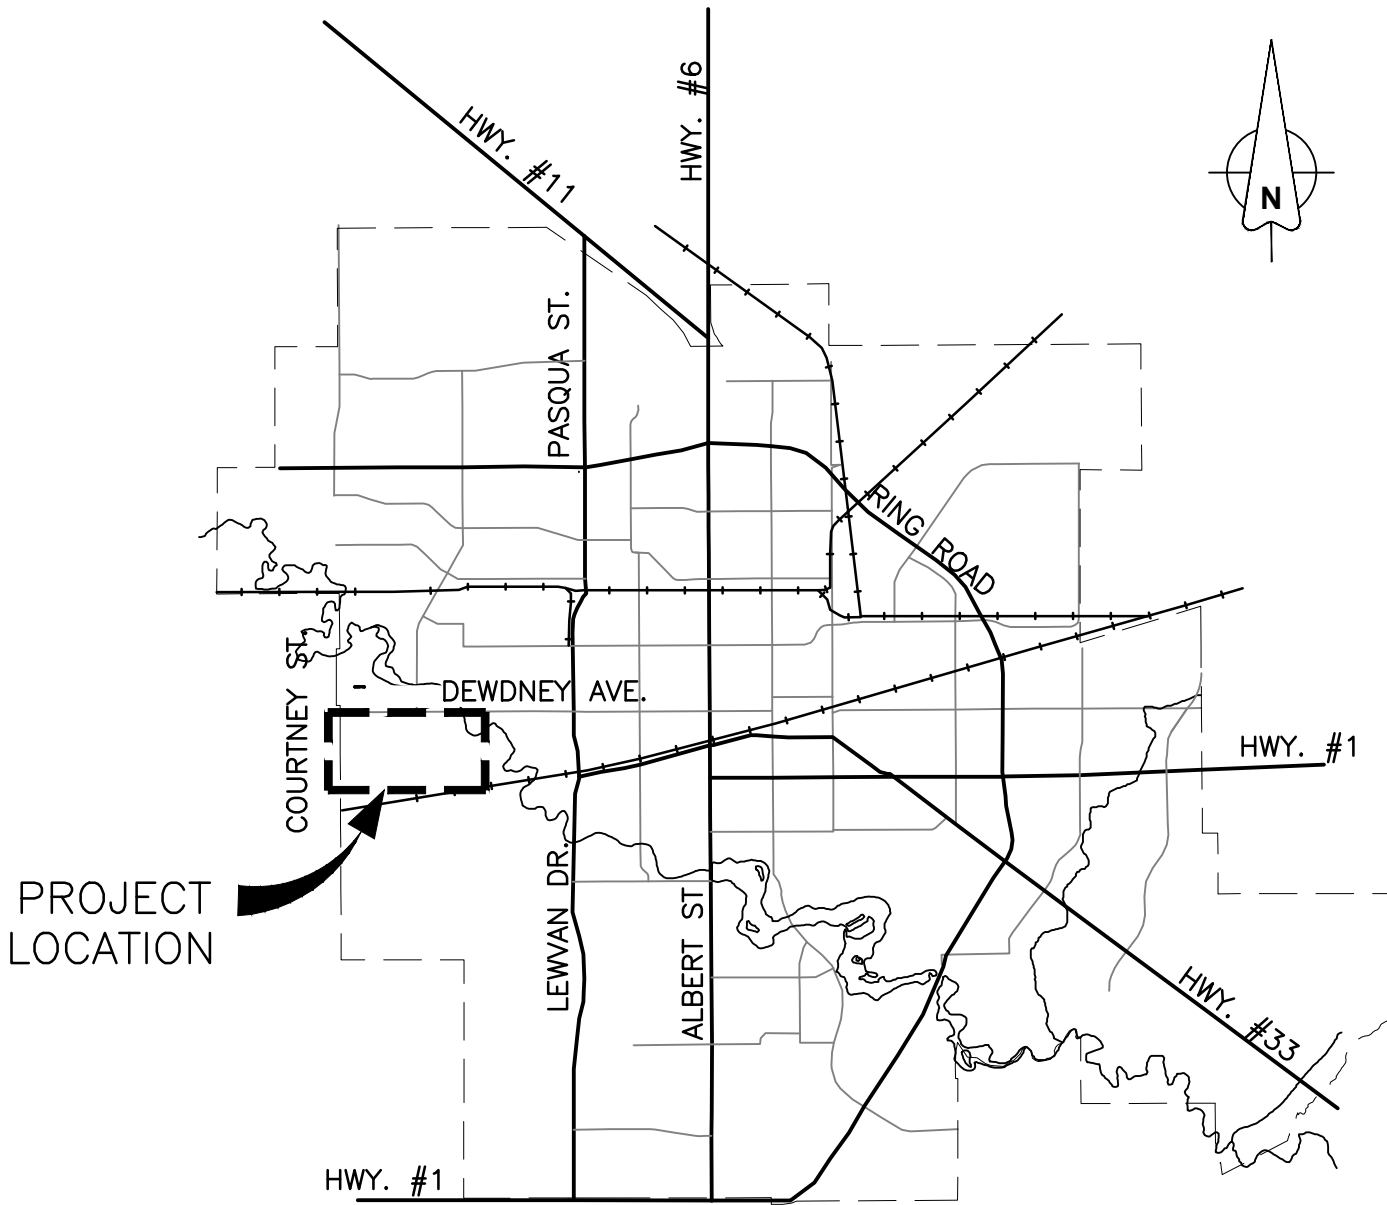 HWY. #6
HWY. #11
N
PASQUA ST.
RING ROAD
COURTNEY ST.
DEWDNEY AVE.
HWY. #1
PROJECT
LOCATION
LEWVAN DR.
ALBERT ST
HWY. #33
HWY. #1